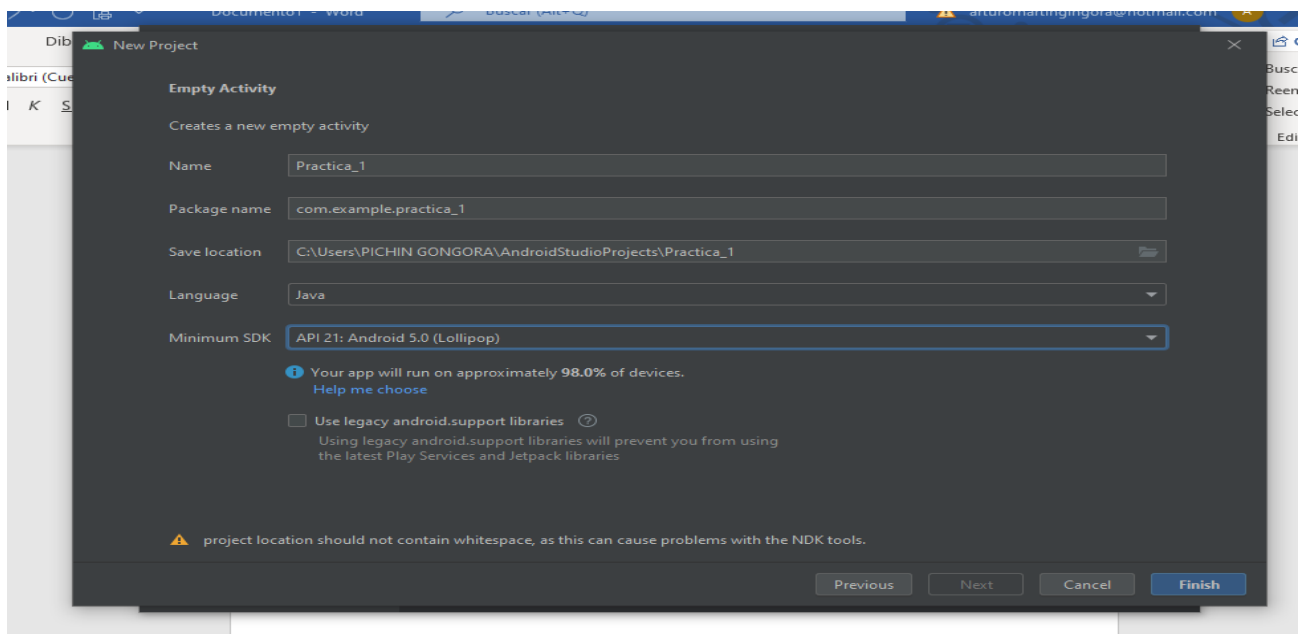 Documento1 - Word
Buscar (Alt+Q)
arturomartingingora@hotmail.com
A
Dib
New Project
alibri (Cue
K S
Busc
Reen
Selec
Edi
Empty Activity
Creates a new empty activity
Name Practica_1
Package name com.example.practica_1
Save location C:\Users\PICHIN GONGORA\AndroidStudioProjects\Practica_1
Language Java
Minimum SDK API 21: Android 5.0 (Lollipop)
Your app will run on approximately 98.0% of devices.
Help me choose
Use legacy android.support libraries ?
Using legacy android.support libraries will prevent you from using
the latest Play Services and Jetpack libraries
project location should not contain whitespace, as this can cause problems with the NDK tools.
Previous Next Cancel Finish